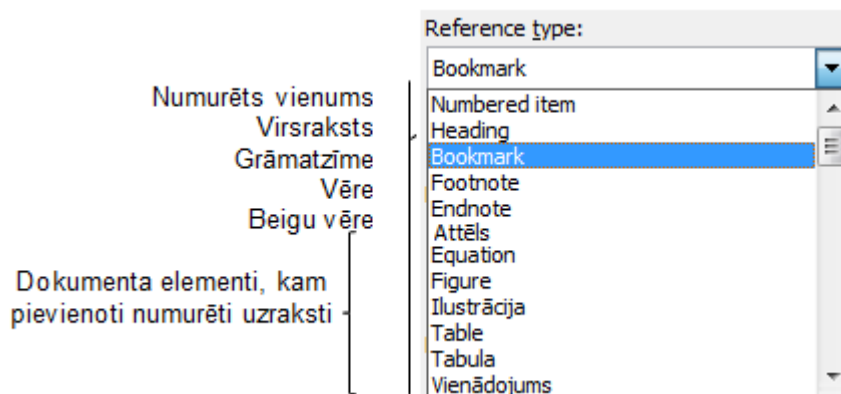 Reference type:
Bookmark
Numurēts vienums
Virsraksts
Grāmatzīme
Vēre
Beigu vēre
Dokumenta elementi, kam
pievienoti numurēti uzraksti
Numbered item
Heading
Bookmark
Footnote
Endnote
Attēls
Equation
Figure
Ilustrācija
Table
Tabula
Vienādojums